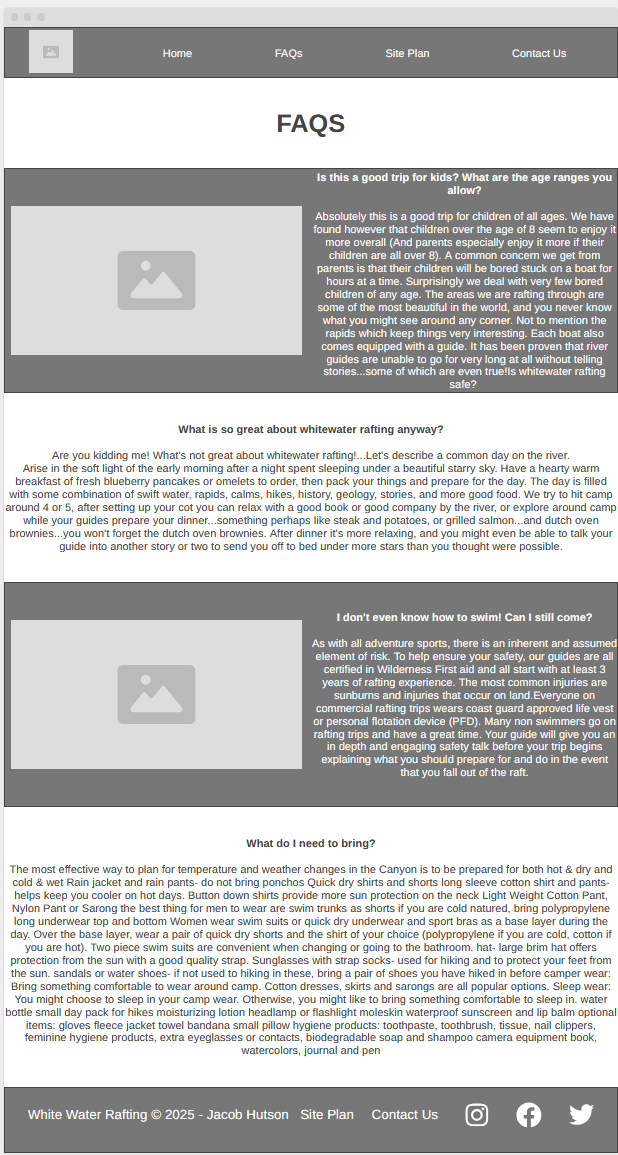 Home FAQs Site Plan Contact Us
FAQS
Is this a good trip for kids? What are the age ranges you
allow?
Absolutely this is a good trip for children of all ages. We have
found however that children over the age of 8 seem to enjoy it
more overall (And parents especially enjoy it more if their
children are all over 8). A common concern we get from
parents is that their children will be bored stuck on a boat for
hours at a time. Surprisingly we deal with very few bored
children of any age. The areas we are rafting through are
some of the most beautiful in the world, and you never know
what you might see around any corner. Not to mention the
rapids which keep things very interesting. Each boat also
comes equipped with a guide. It has been proven that river
guides are unable to go for very long at all without telling
stories...some of which are even true!Is whitewater rafting
safe?
What is so great about whitewater rafting anyway?
Are you kidding me! What's not great about whitewater rafting!...Let's describe a common day on the river.
Arise in the soft light of the early morning after a night spent sleeping under a beautiful starry sky. Have a hearty warm
breakfast of fresh blueberry pancakes or omelets to order, then pack your things and prepare for the day. The day is filled
with some combination of swift water, rapids, calms, hikes, history, geology, stories, and more good food. We try to hit camp
around 4 or 5, after setting up your cot you can relax with a good book or good company by the river, or explore around camp
while your guides prepare your dinner...something perhaps like steak and potatoes, or grilled salmon...and dutch oven
brownies...you won't forget the dutch oven brownies. After dinner it's more relaxing, and you might even be able to talk your
guide into another story or two to send you off to bed under more stars than you thought were possible.
I don't even know how to swim! Can I still come?
As with all adventure sports, there is an inherent and assumed
element of risk. To help ensure your safety, our guides are all
certified in Wilderness First aid and all start with at least 3
years of rafting experience. The most common injuries are
sunburns and injuries that occur on land.Everyone on
commercial rafting trips wears coast guard approved life vest
or personal flotation device (PFD). Many non swimmers go on
rafting trips and have a great time. Your guide will give you an
in depth and engaging safety talk before your trip begins
explaining what you should prepare for and do in the event
that you fall out of the raft.
What do I need to bring?
The most effective way to plan for temperature and weather changes in the Canyon is to be prepared for both hot & dry and
cold & wet Rain jacket and rain pants- do not bring ponchos Quick dry shirts and shorts long sleeve cotton shirt and pants-
helps keep you cooler on hot days. Button down shirts provide more sun protection on the neck Light Weight Cotton Pant,
Nylon Pant or Sarong the best thing for men to wear are swim trunks as shorts if you are cold natured, bring polypropylene
long underwear top and bottom Women wear swim suits or quick dry underwear and sport bras as a base layer during the
day. Over the base layer, wear a pair of quick dry shorts and the shirt of your choice (polypropylene if you are cold, cotton if
you are hot). Two piece swim suits are convenient when changing or going to the bathroom. hat- large brim hat offers
protection from the sun with a good quality strap. Sunglasses with strap socks- used for hiking and to protect your feet from
the sun. sandals or water shoes- if not used to hiking in these, bring a pair of shoes you have hiked in before camper wear:
Bring something comfortable to wear around camp. Cotton dresses, skirts and sarongs are all popular options. Sleep wear:
You might choose to sleep in your camp wear. Otherwise, you might like to bring something comfortable to sleep in. water
bottle small day pack for hikes moisturizing lotion headlamp or flashlight moleskin waterproof sunscreen and lip balm optional
items: gloves fleece jacket towel bandana small pillow hygiene products: toothpaste, toothbrush, tissue, nail clippers,
feminine hygiene products, extra eyeglasses or contacts, biodegradable soap and shampoo camera equipment book,
watercolors, journal and pen
White Water Rafting © 2025 - Jacob Hutson Site Plan Contact Us